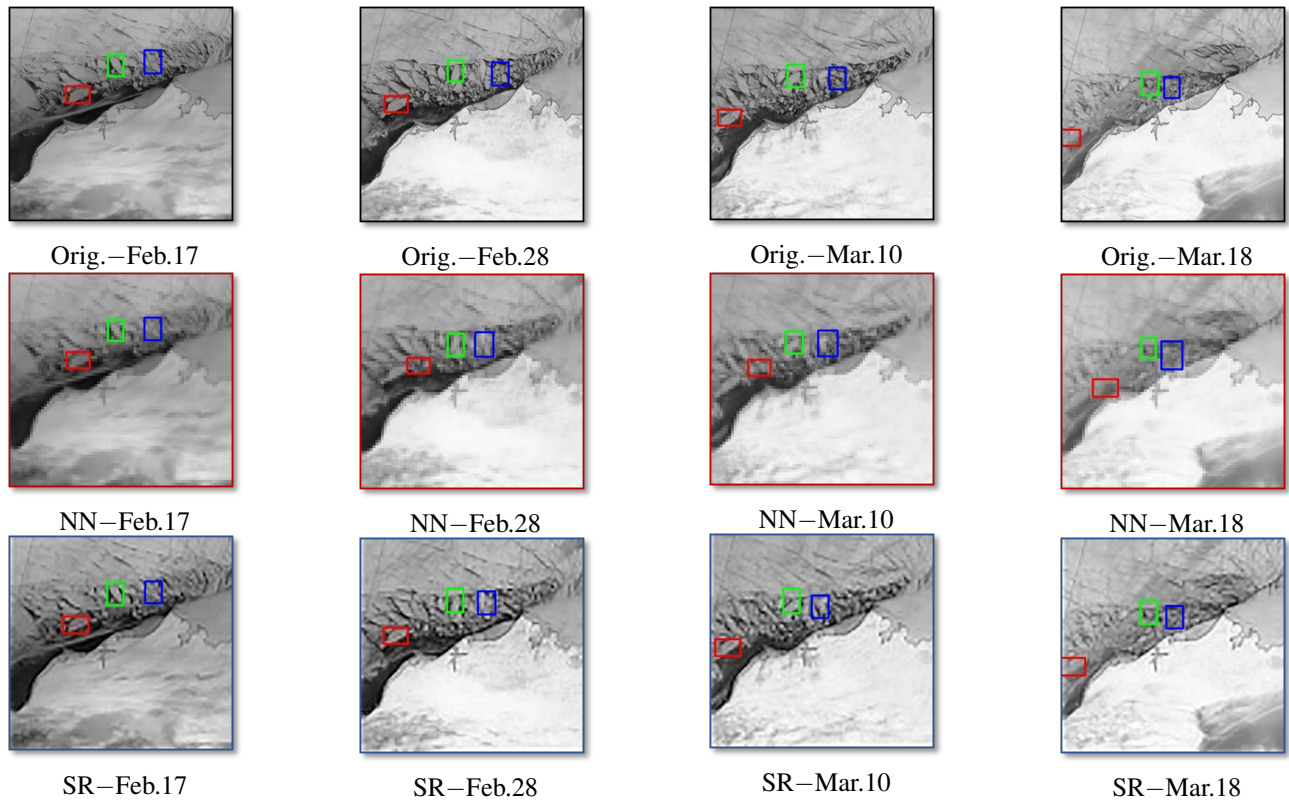 Orig.−Feb.17
Orig.−Feb.28
Orig.−Mar.10
Orig.−Mar.18
NN−Feb.17
NN−Feb.28
NN−Mar.10
NN−Mar.18
SR−Feb.17
SR−Feb.28
SR−Mar.10
SR−Mar.18